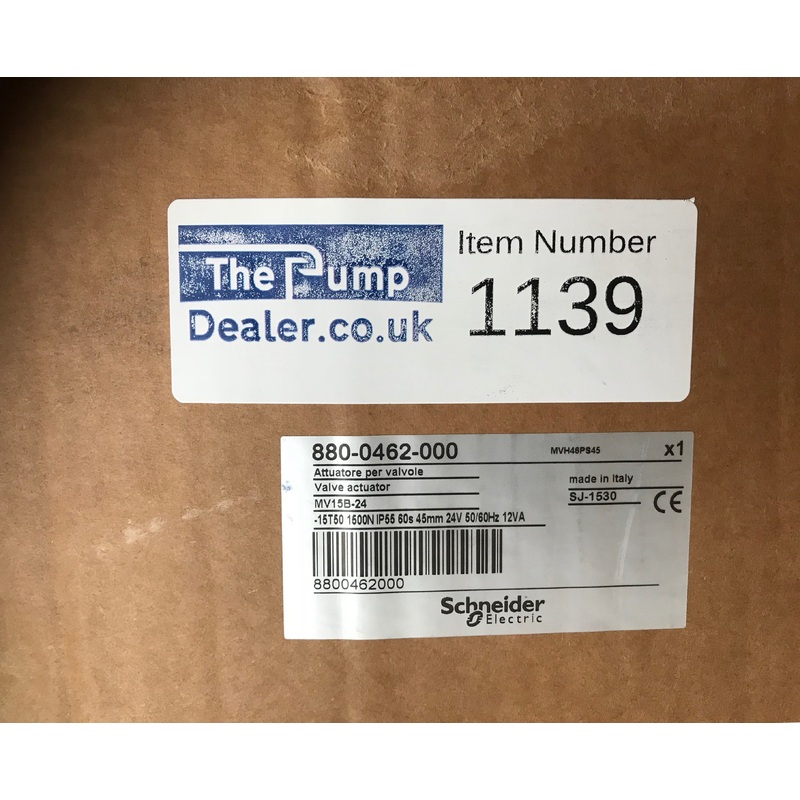 The Pump
Dealer.co.uk
Item Number
1139
880-0462-000 MVH46PS45 x1
Attuatore per valvole
Valve actuator made in Italy
MV15B-24 SJ-1530 CE
-15T50 1500N IP55 60s 45mm 24V 50/60Hz 12VA
8800462000
Schneider
Electric